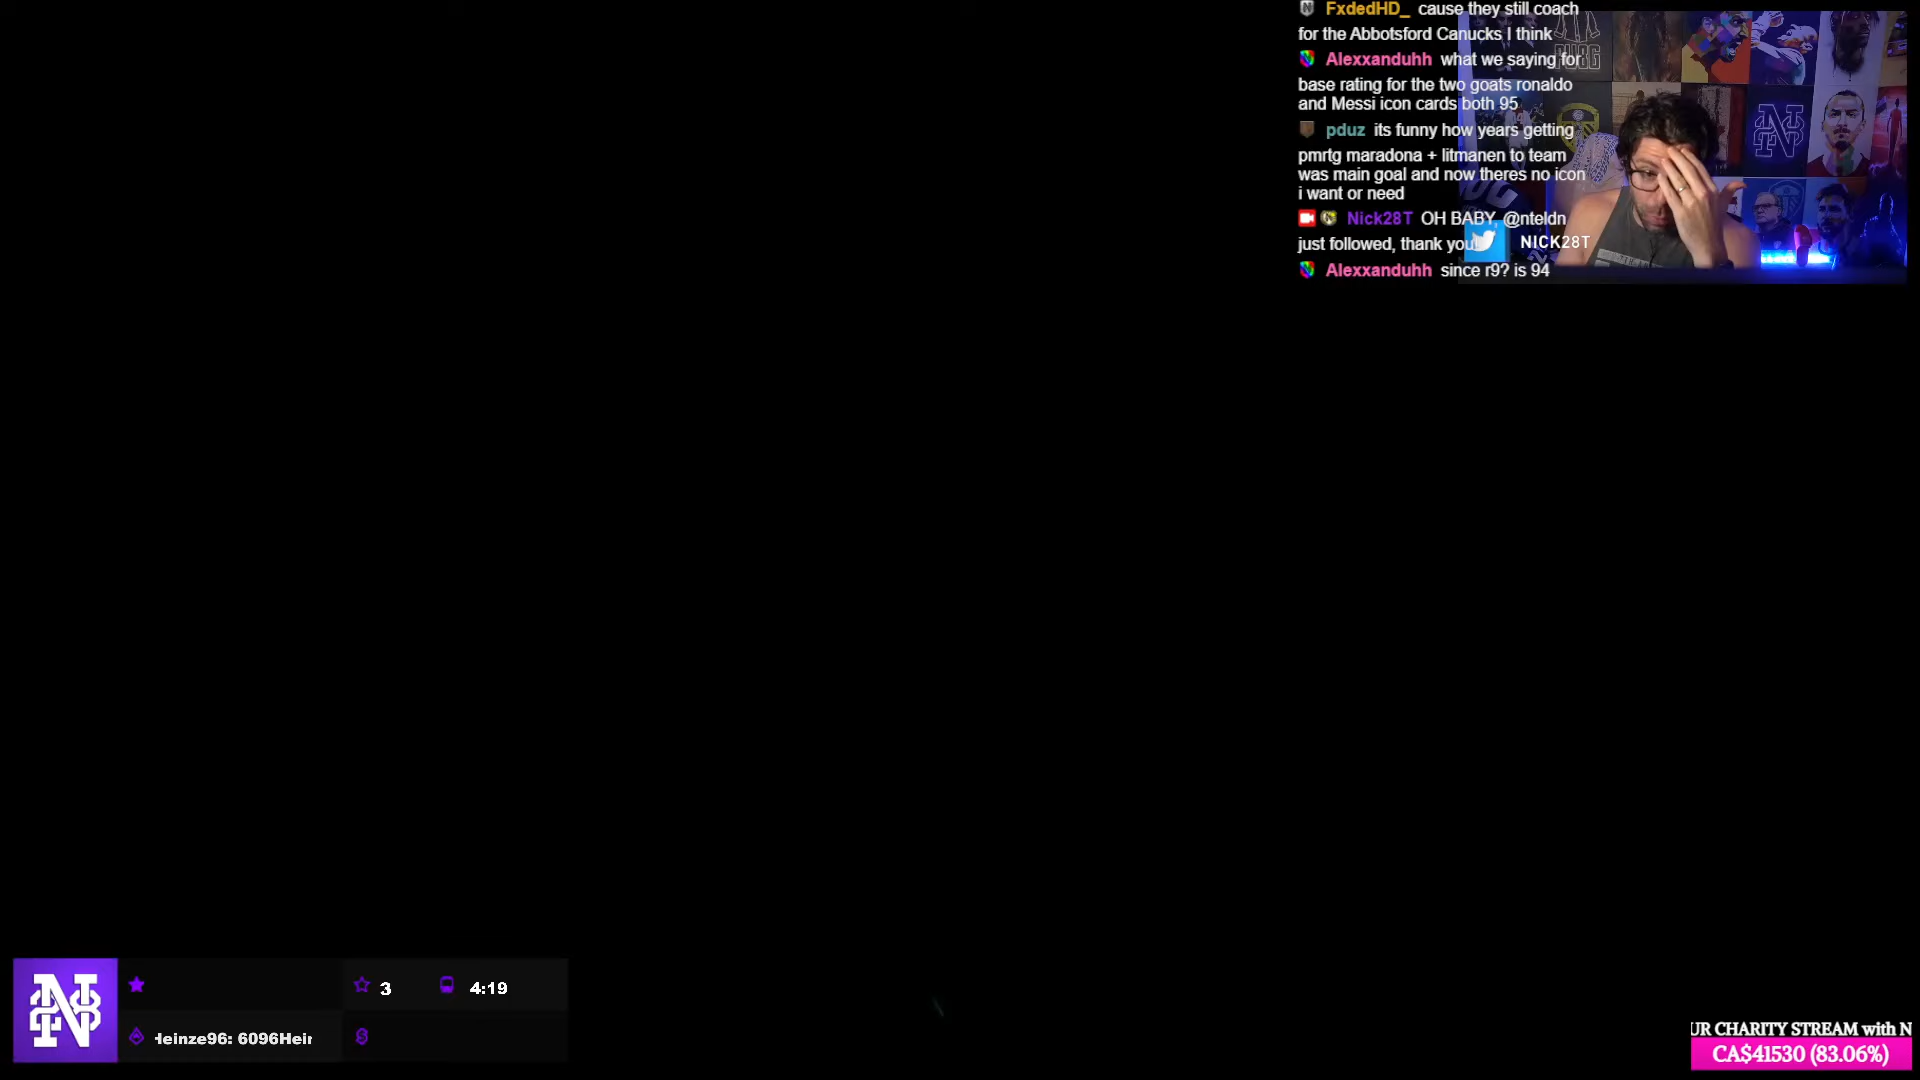 FxdedHD_ cause they still coach
for the Abbotsford Canucks I think
Alexxanduhh what we saying for
base rating for the two goats ronaldo
and Messi icon cards both 95
pduz its funny how years getting
pmrtg maradona + litmanen to team
was main goal and now theres no icon
i want or need
Nick28T OH BABY, @nteldn
just followed, thank you
NICK28T
Alexxanduhh since r9? is 94
3
4:19
Heinze96: 6096Hein
UR CHARITY STREAM with N
CA$41530 (83.06%)